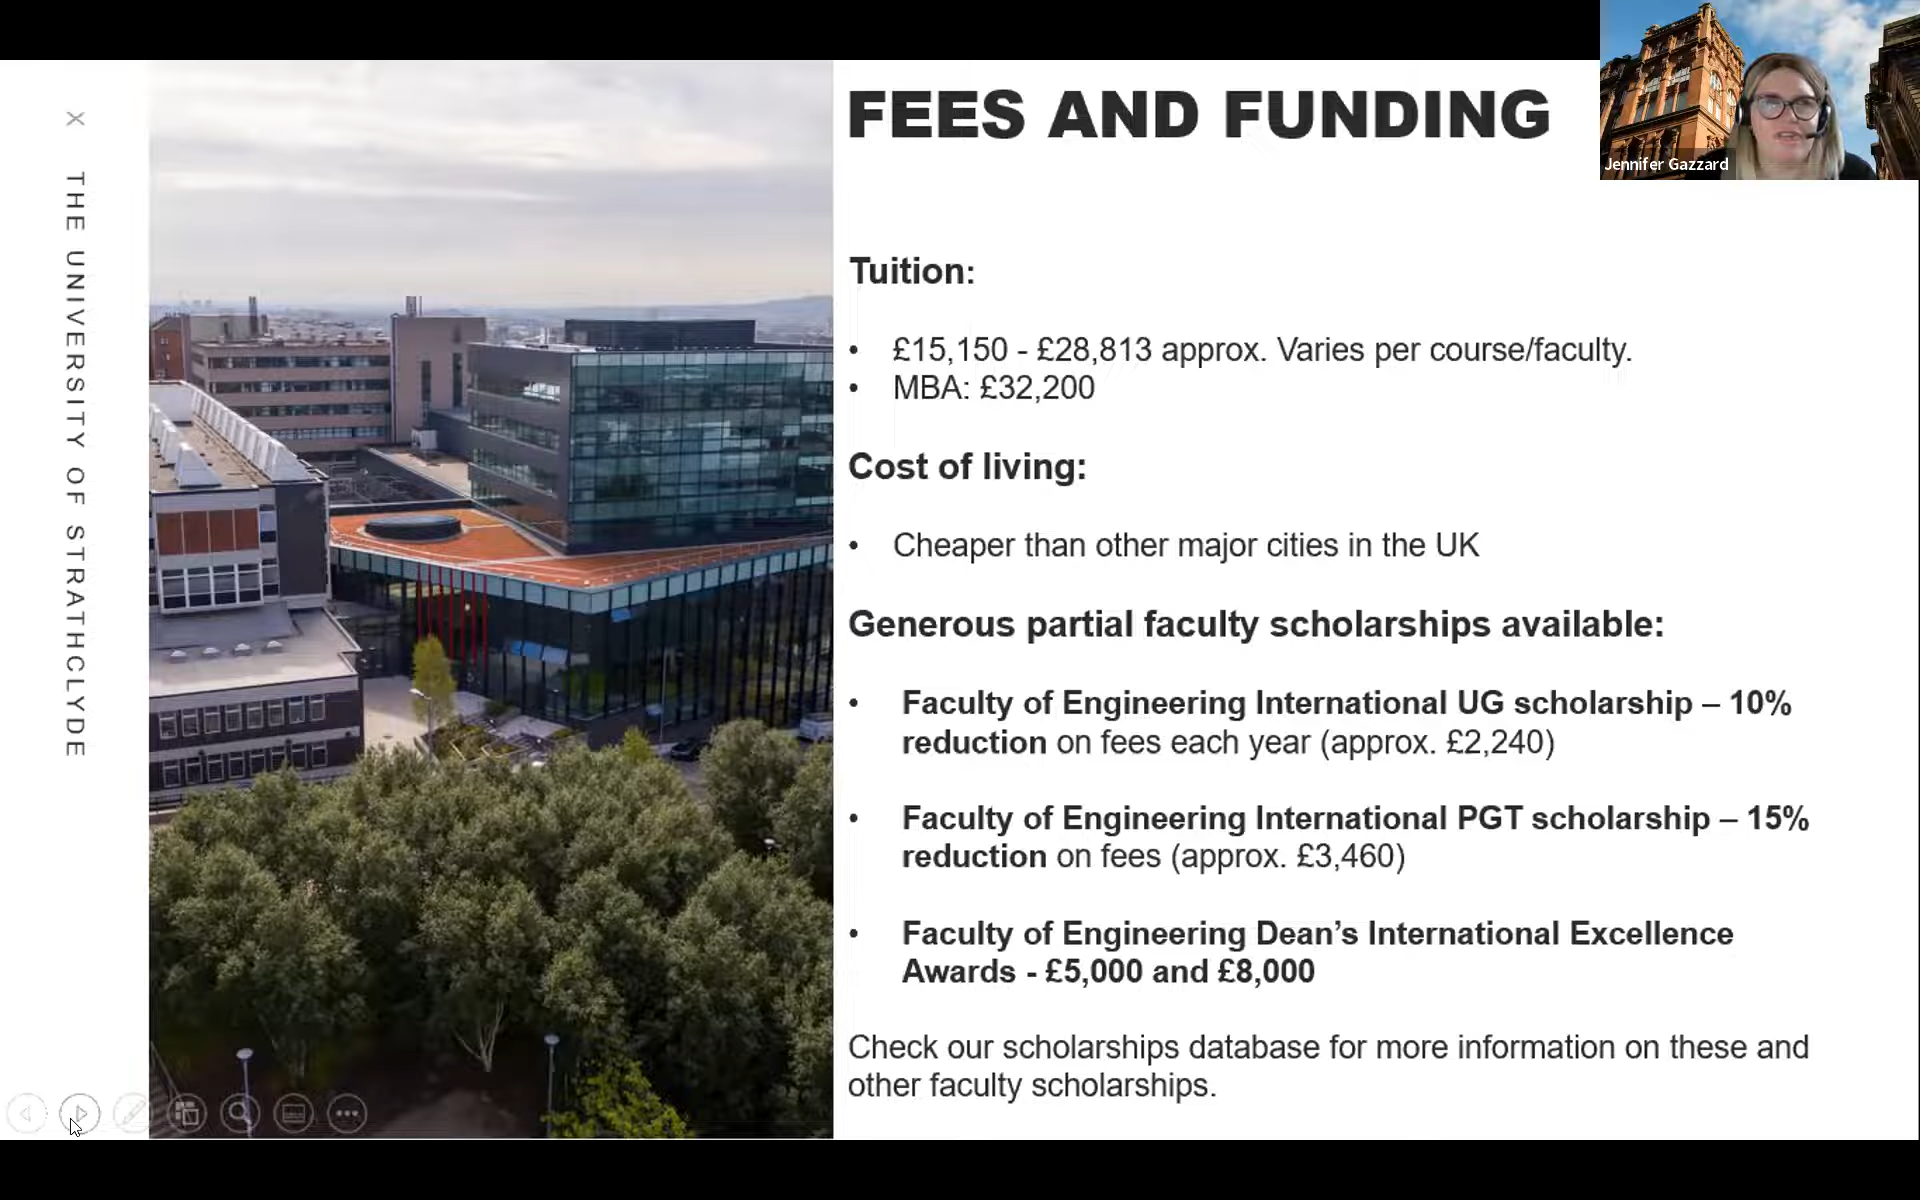 FEES AND FUNDING
Jennifer Gazzard
X THE UNIVERSITY OF STRATHCLYDE
Tuition:
• £15,150 - £28,813 approx. Varies per course/faculty.
• MBA: £32,200
Cost of living:
• Cheaper than other major cities in the UK
Generous partial faculty scholarships available:
• Faculty of Engineering International UG scholarship – 10%
reduction on fees each year (approx. £2,240)
• Faculty of Engineering International PGT scholarship – 15%
reduction on fees (approx. £3,460)
• Faculty of Engineering Dean’s International Excellence
Awards - £5,000 and £8,000
Check our scholarships database for more information on these and
other faculty scholarships.